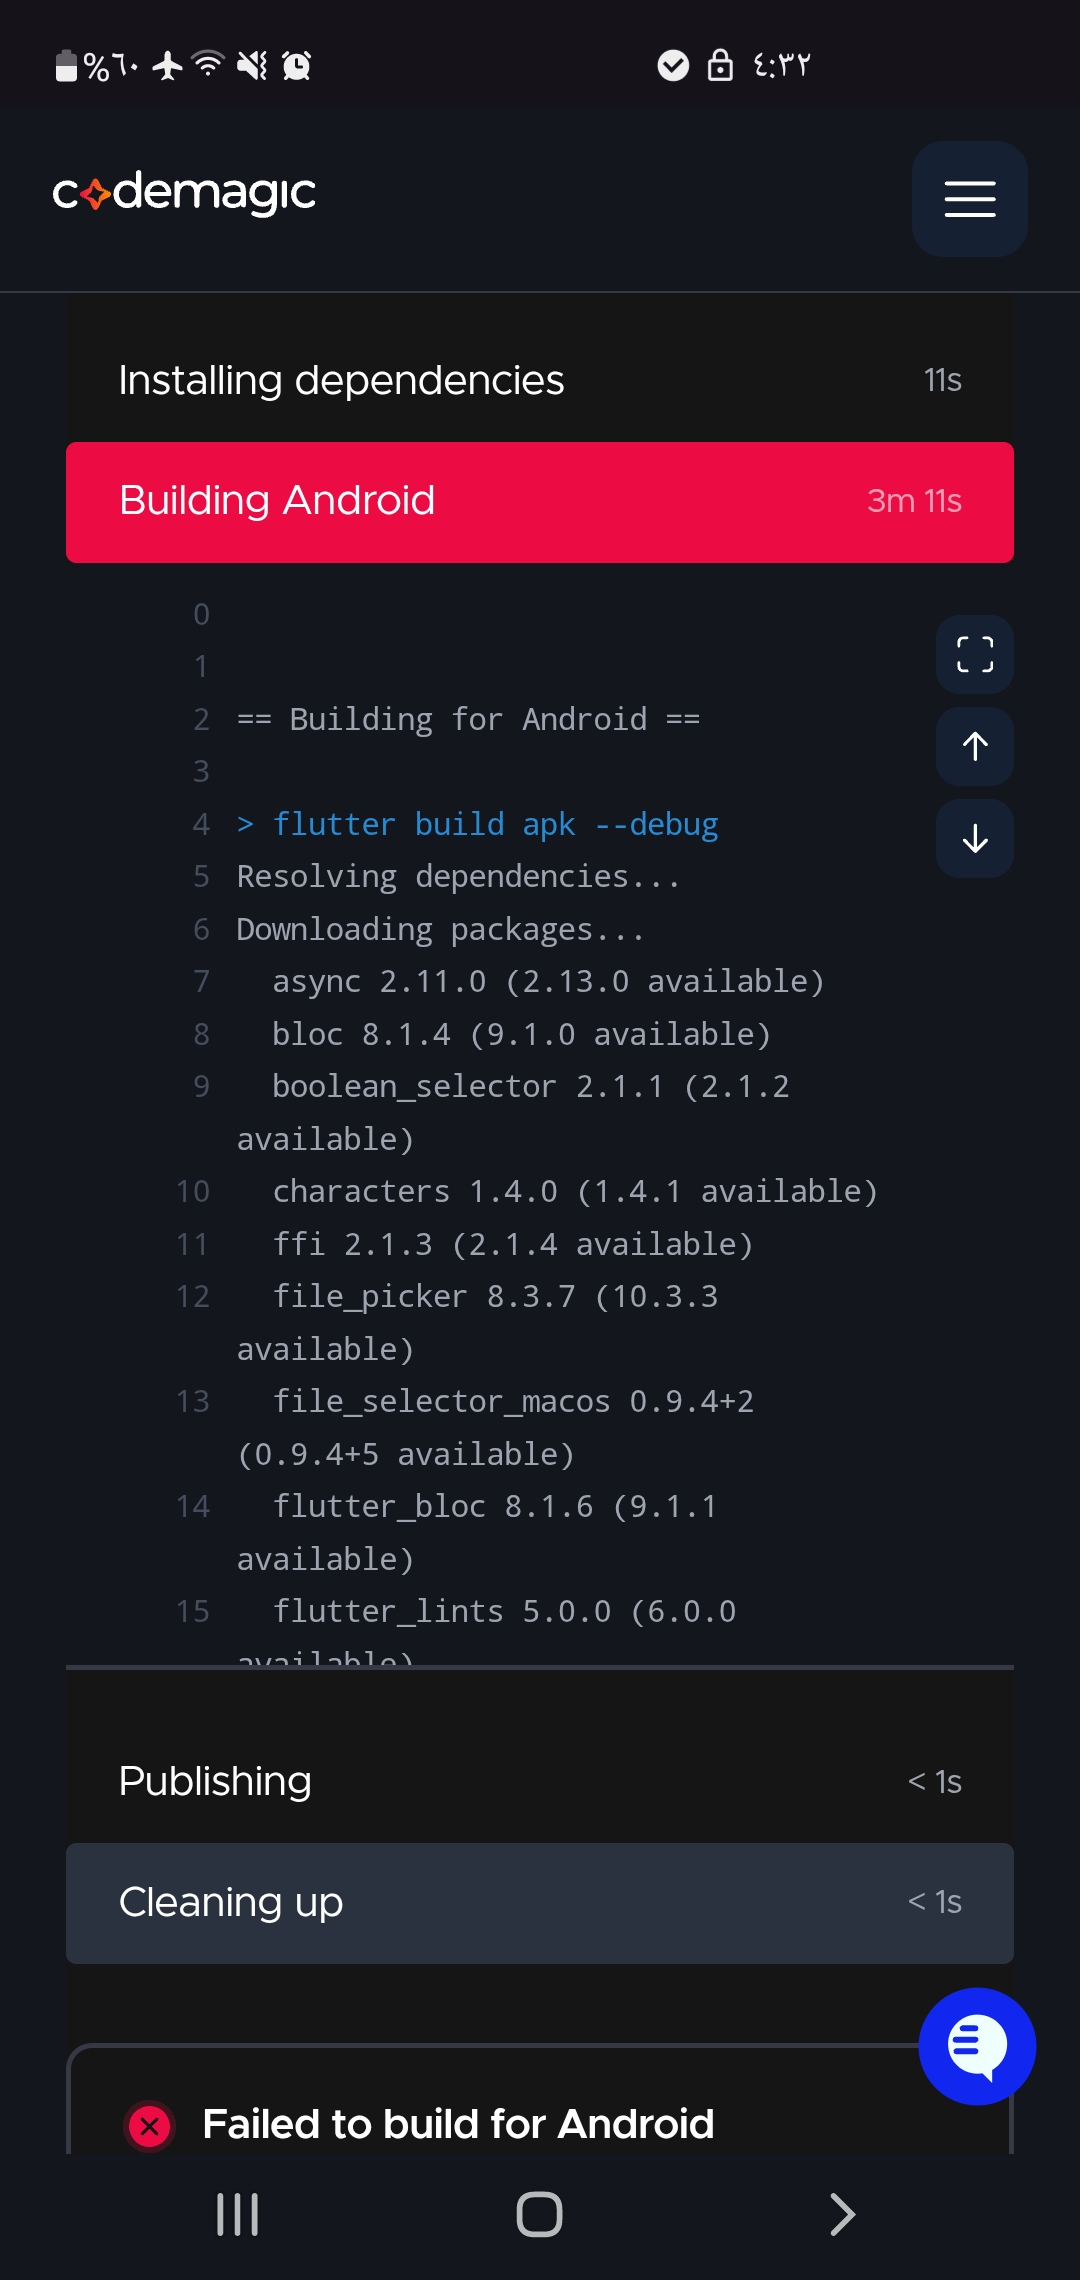 %٦٠
٤:٣٢
codemagic
Installing dependencies 11s
Building Android 3m 11s
0
1
2 == Building for Android ==
3
4 > flutter build apk --debug
5 Resolving dependencies...
6 Downloading packages...
7 async 2.11.0 (2.13.0 available)
8 bloc 8.1.4 (9.1.0 available)
9 boolean_selector 2.1.1 (2.1.2
available)
10 characters 1.4.0 (1.4.1 available)
11 ffi 2.1.3 (2.1.4 available)
12 file_picker 8.3.7 (10.3.3
available)
13 file_selector_macos 0.9.4+2
(0.9.4+5 available)
14 flutter_bloc 8.1.6 (9.1.1
available)
15 flutter_lints 5.0.0 (6.0.0
available)
Publishing < 1s
Cleaning up < 1s
Failed to build for Android